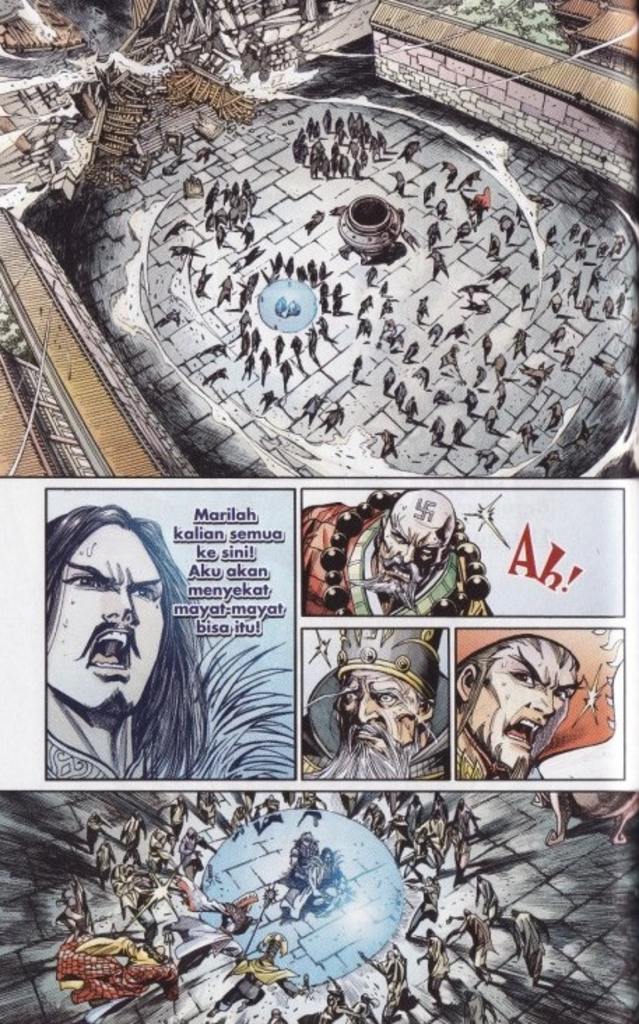 Marilah
kalian semua
ke sini!
Aku akan
menyekat
mayat-mayat
bisa itu!
Ah!